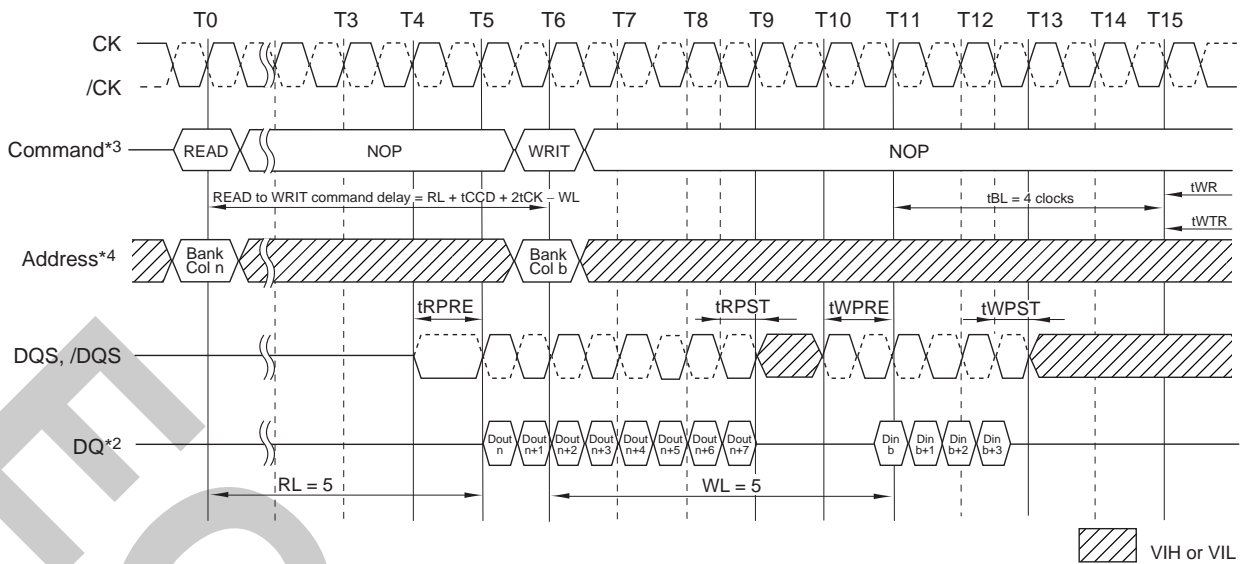 T0 T3 T4 T5 T6 T7 T8 T9 T10 T11 T12 T13 T14 T15
CK
/CK
Command*3 READ NOP WRIT NOP
READ to WRIT command delay = RL + tCCD + 2tCK − WL
tBL = 4 clocks
tWR
tWTR
Address*4
Bank
Col n
Bank
Col b
tRPRE tRPST tWPRE tWPST
DQS, /DQS
DQ*2
Dout
n
Dout
n+1
Dout
n+2
Dout
n+3
Dout
n+4
Dout
n+5
Dout
n+6
Dout
n+7
Din
b
Din
b+1
Din
b+2
Din
b+3
RL = 5 WL = 5
VIH or VIL